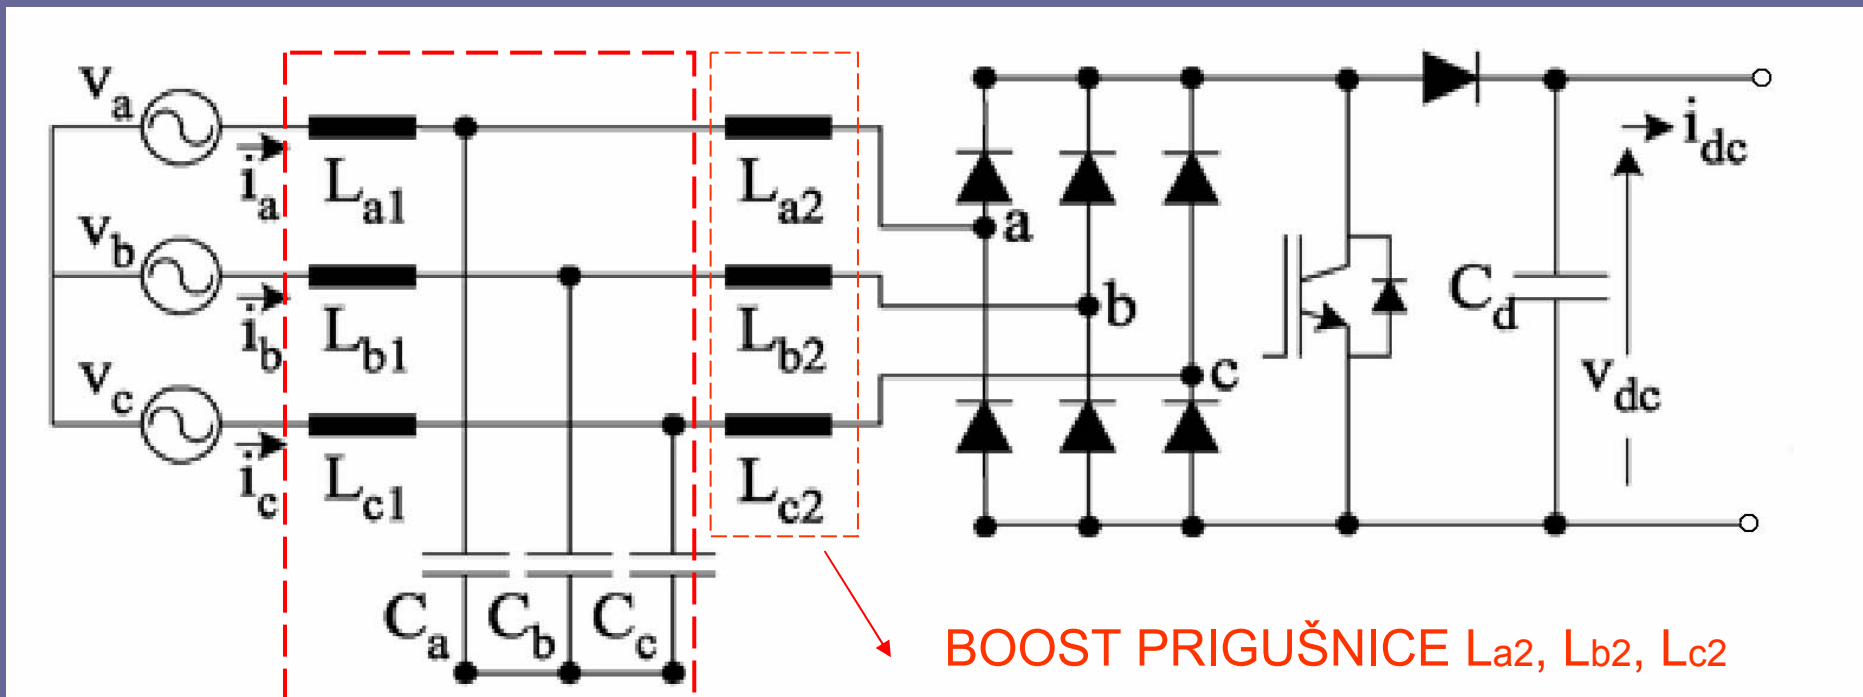 va
ia
La1
La2
a
idc
vb
ib
Lb1
Lb2
b
Cd
vc
ic
Lc1
Lc2
c
vdc
Ca
Cb
Cc
BOOST PRIGUŠNICE La2, Lb2, Lc2